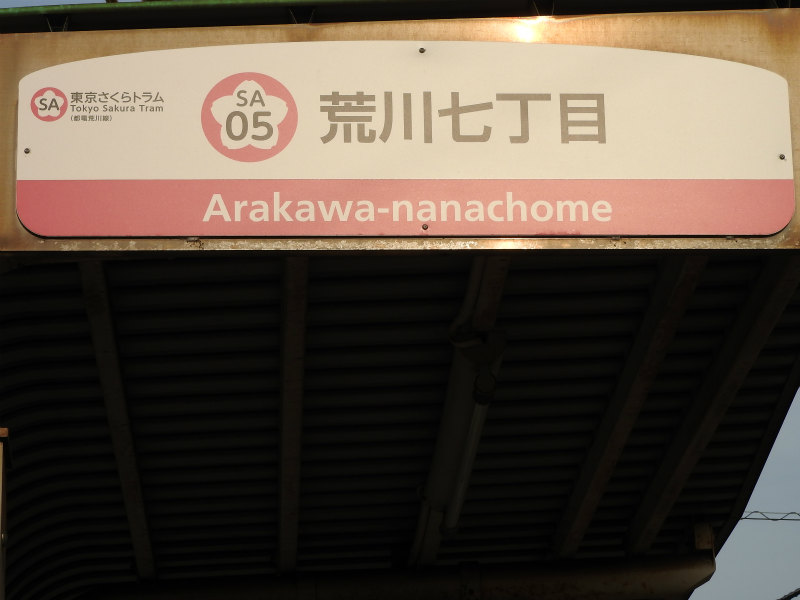 SA
東京さくらトラム
Tokyo Sakura Tram
(都電荒川線)
SA
05
荒川七丁目
Arakawa-nanachome